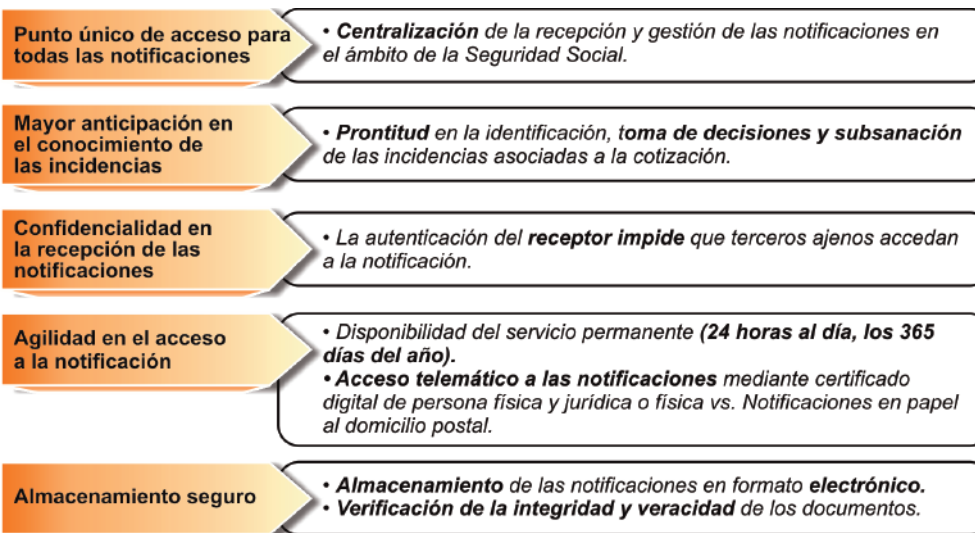 Punto único de acceso para
todas las notificaciones
• Centralización de la recepción y gestión de las notificaciones en
el ámbito de la Seguridad Social.
Mayor anticipación en
el conocimiento de
las incidencias
• Prontitud en la identificación, toma de decisiones y subsanación
de las incidencias asociadas a la cotización.
Confidencialidad en
la recepción de las
notificaciones
• La autenticación del receptor impide que terceros ajenos accedan
a la notificación.
Agilidad en el acceso
a la notificación
• Disponibilidad del servicio permanente (24 horas al día, los 365
días del año).
• Acceso telemático a las notificaciones mediante certificado
digital de persona física y jurídica o física vs. Notificaciones en papel
al domicilio postal.
Almacenamiento seguro
• Almacenamiento de las notificaciones en formato electrónico.
• Verificación de la integridad y veracidad de los documentos.